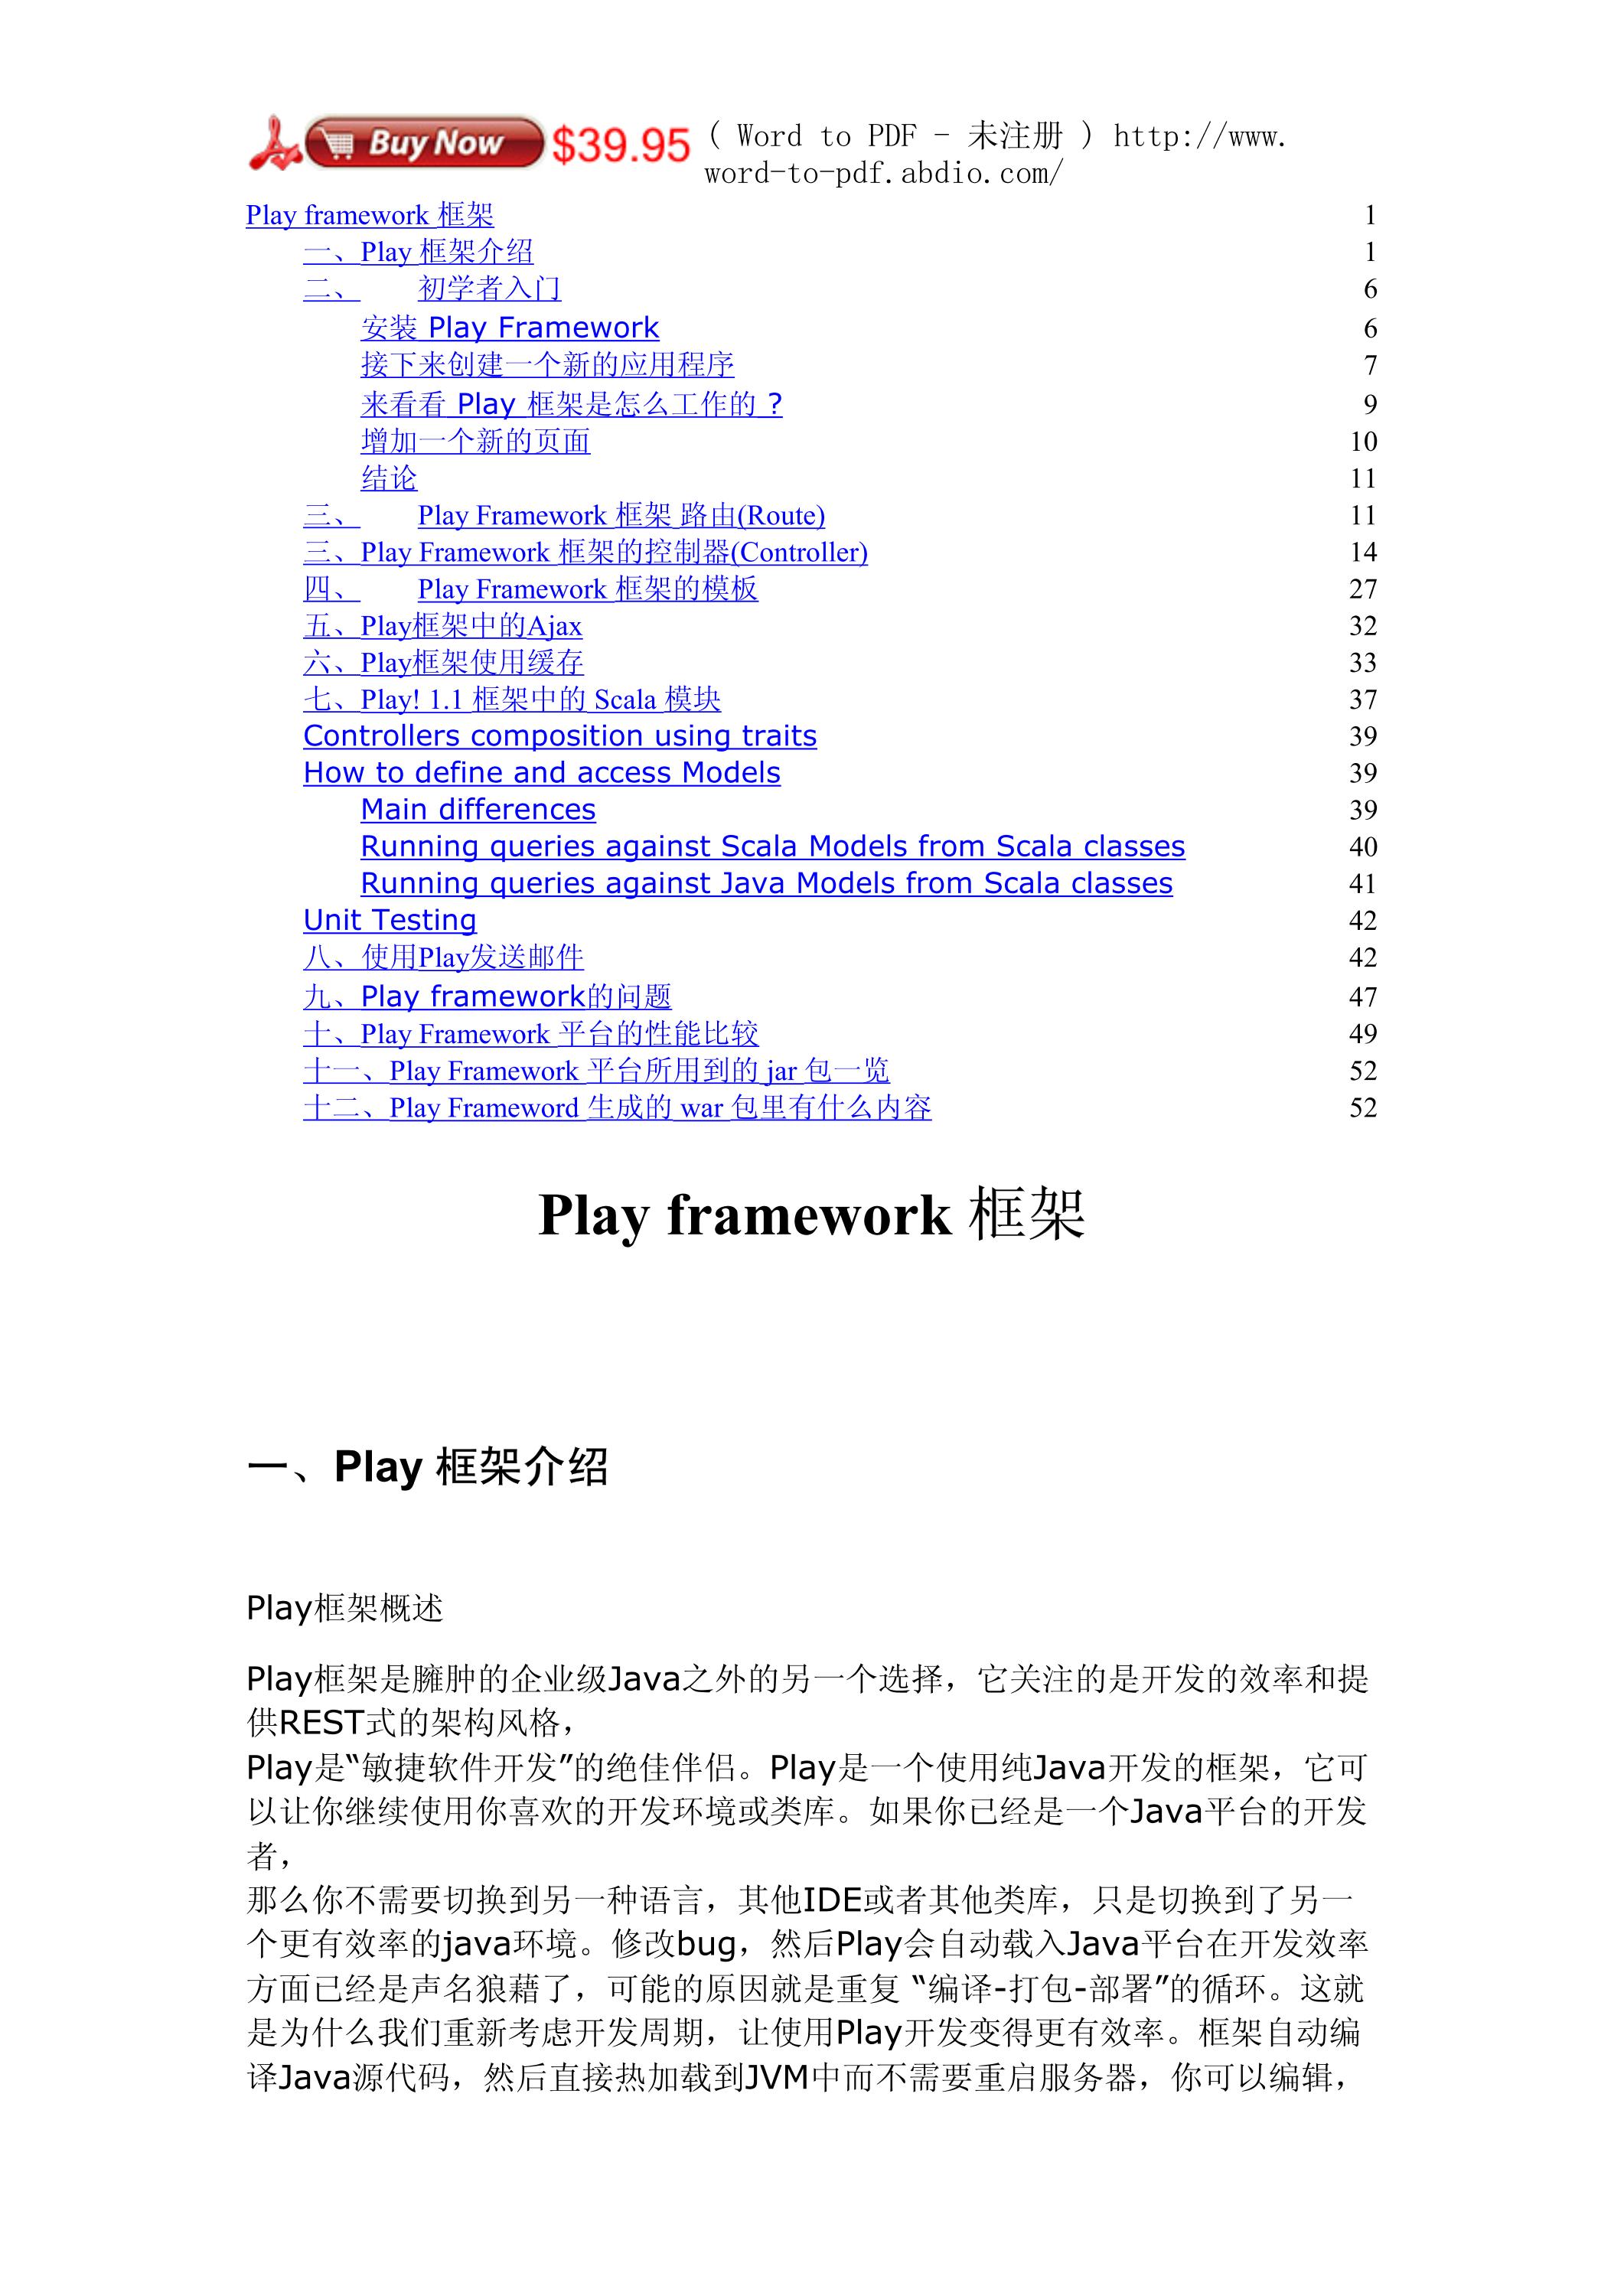 Buy Now $39.95 ( Word to PDF - 未注册 ) http://www.
word-to-pdf.abdio.com/
Play framework 框架 1
一、Play 框架介绍 1
二、 初学者入门 6
安装 Play Framework 6
接下来创建一个新的应用程序 7
来看看 Play 框架是怎么工作的 ? 9
增加一个新的页面 10
结论 11
三、 Play Framework 框架 路由(Route) 11
三、Play Framework 框架的控制器(Controller) 14
四、 Play Framework 框架的模板 27
五、Play框架中的Ajax 32
六、Play框架使用缓存 33
七、Play! 1.1 框架中的 Scala 模块 37
Controllers composition using traits 39
How to define and access Models 39
Main differences 39
Running queries against Scala Models from Scala classes 40
Running queries against Java Models from Scala classes 41
Unit Testing 42
八、使用Play发送邮件 42
九、Play framework的问题 47
十、Play Framework 平台的性能比较 49
十一、Play Framework 平台所用到的 jar 包一览 52
十二、Play Frameword 生成的 war 包里有什么内容 52
Play framework 框架
一、Play 框架介绍
Play框架概述
Play框架是臃肿的企业级Java之外的另一个选择，它关注的是开发的效率和提
供REST式的架构风格，
Play是“敏捷软件开发”的绝佳伴侣。Play是一个使用纯Java开发的框架，它可
以让你继续使用你喜欢的开发环境或类库。如果你已经是一个Java平台的开发
者，
那么你不需要切换到另一种语言，其他IDE或者其他类库，只是切换到了另一
个更有效率的java环境。修改bug，然后Play会自动载入Java平台在开发效率
方面已经是声名狼藉了，可能的原因就是重复 “编译-打包-部署”的循环。这就
是为什么我们重新考虑开发周期，让使用Play开发变得更有效率。框架自动编
译Java源代码，然后直接热加载到JVM中而不需要重启服务器，你可以编辑，